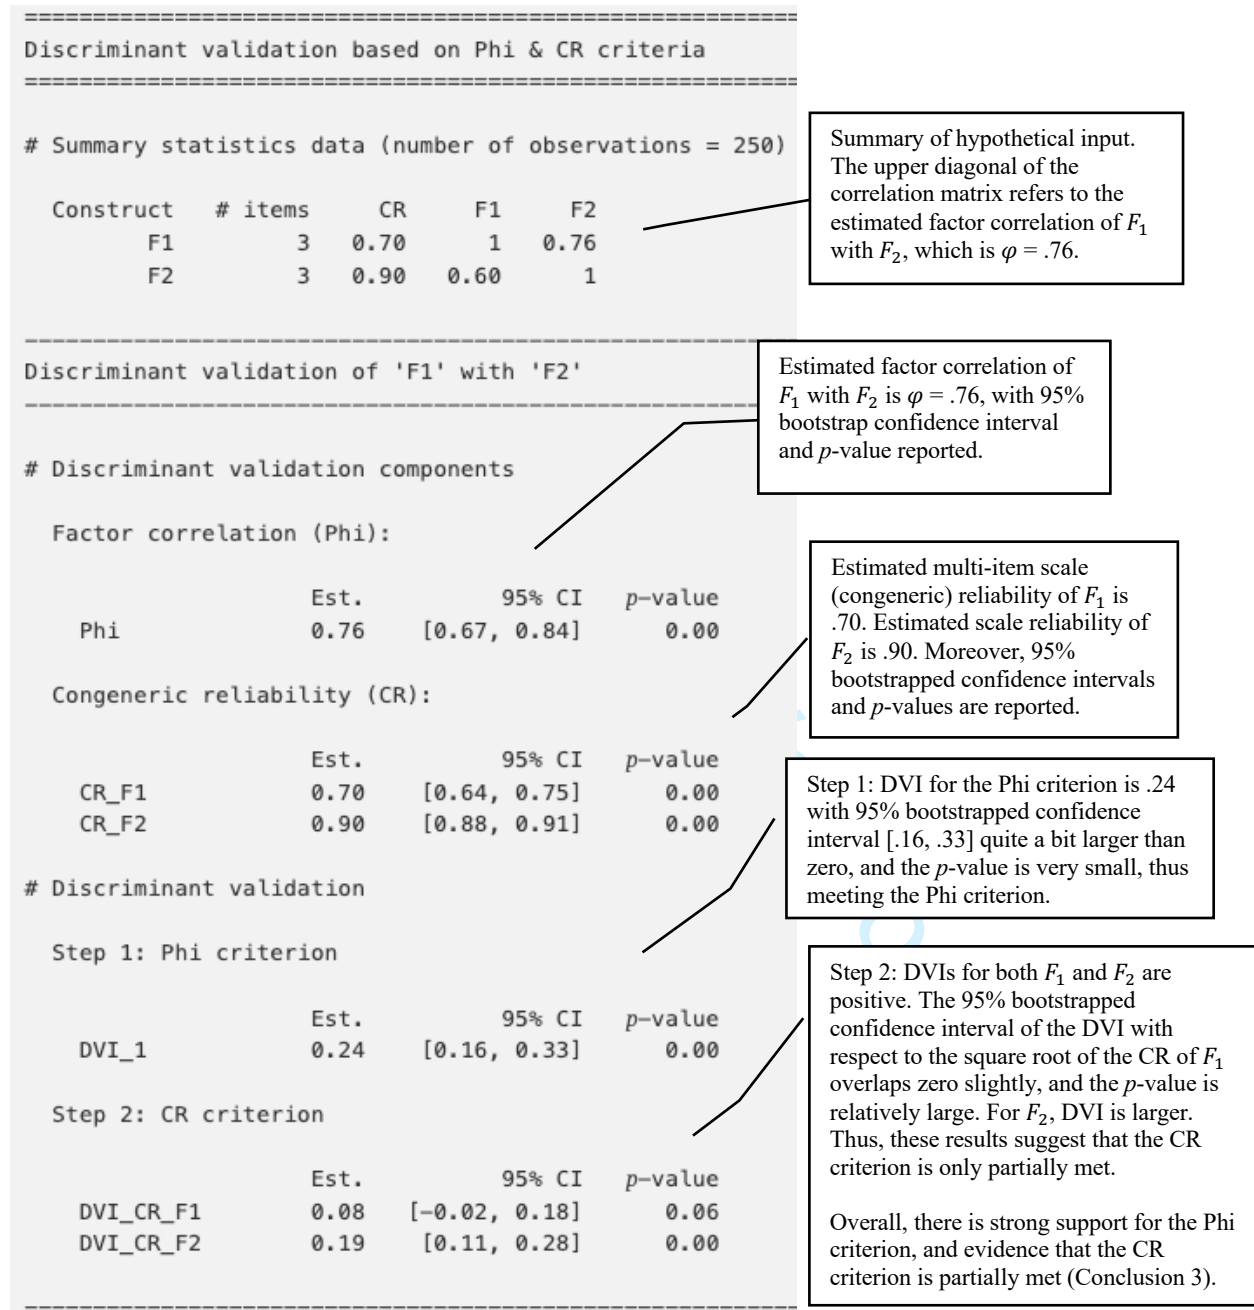 ============================================================
Discriminant validation based on Phi & CR criteria
============================================================
# Summary statistics data (number of observations = 250)
Construct # items CR F1 F2
F1 3 0.70 1 0.76
F2 3 0.90 0.60 1
Summary of hypothetical input.
The upper diagonal of the
correlation matrix refers to the
estimated factor correlation of F₁
with F₂, which is φ = .76.
------------------------------------------------------------
Discriminant validation of 'F1' with 'F2'
------------------------------------------------------------
Estimated factor correlation of
F₁ with F₂ is φ = .76, with 95%
bootstrap confidence interval
and p-value reported.
# Discriminant validation components
Factor correlation (Phi):
Est. 95% CI p-value
Phi 0.76 [0.67, 0.84] 0.00
Congeneric reliability (CR):
Est. 95% CI p-value
CR_F1 0.70 [0.64, 0.75] 0.00
CR_F2 0.90 [0.88, 0.91] 0.00
Estimated multi-item scale
(congeneric) reliability of F₁ is
.70. Estimated scale reliability of
F₂ is .90. Moreover, 95%
bootstrapped confidence intervals
and p-values are reported.
# Discriminant validation
Step 1: Phi criterion
Est. 95% CI p-value
DVI_1 0.24 [0.16, 0.33] 0.00
Step 1: DVI for the Phi criterion is .24
with 95% bootstrapped confidence
interval [.16, .33] quite a bit larger than
zero, and the p-value is very small, thus
meeting the Phi criterion.
Step 2: CR criterion
Est. 95% CI p-value
DVI_CR_F1 0.08 [-0.02, 0.18] 0.06
DVI_CR_F2 0.19 [0.11, 0.28] 0.00
------------------------------------------------------------
Step 2: DVIs for both F₁ and F₂ are
positive. The 95% bootstrapped
confidence interval of the DVI with
respect to the square root of the CR of F₁
overlaps zero slightly, and the p-value is
relatively large. For F₂, DVI is larger.
Thus, these results suggest that the CR
criterion is only partially met.
Overall, there is strong support for the Phi
criterion, and evidence that the CR
criterion is partially met (Conclusion 3).